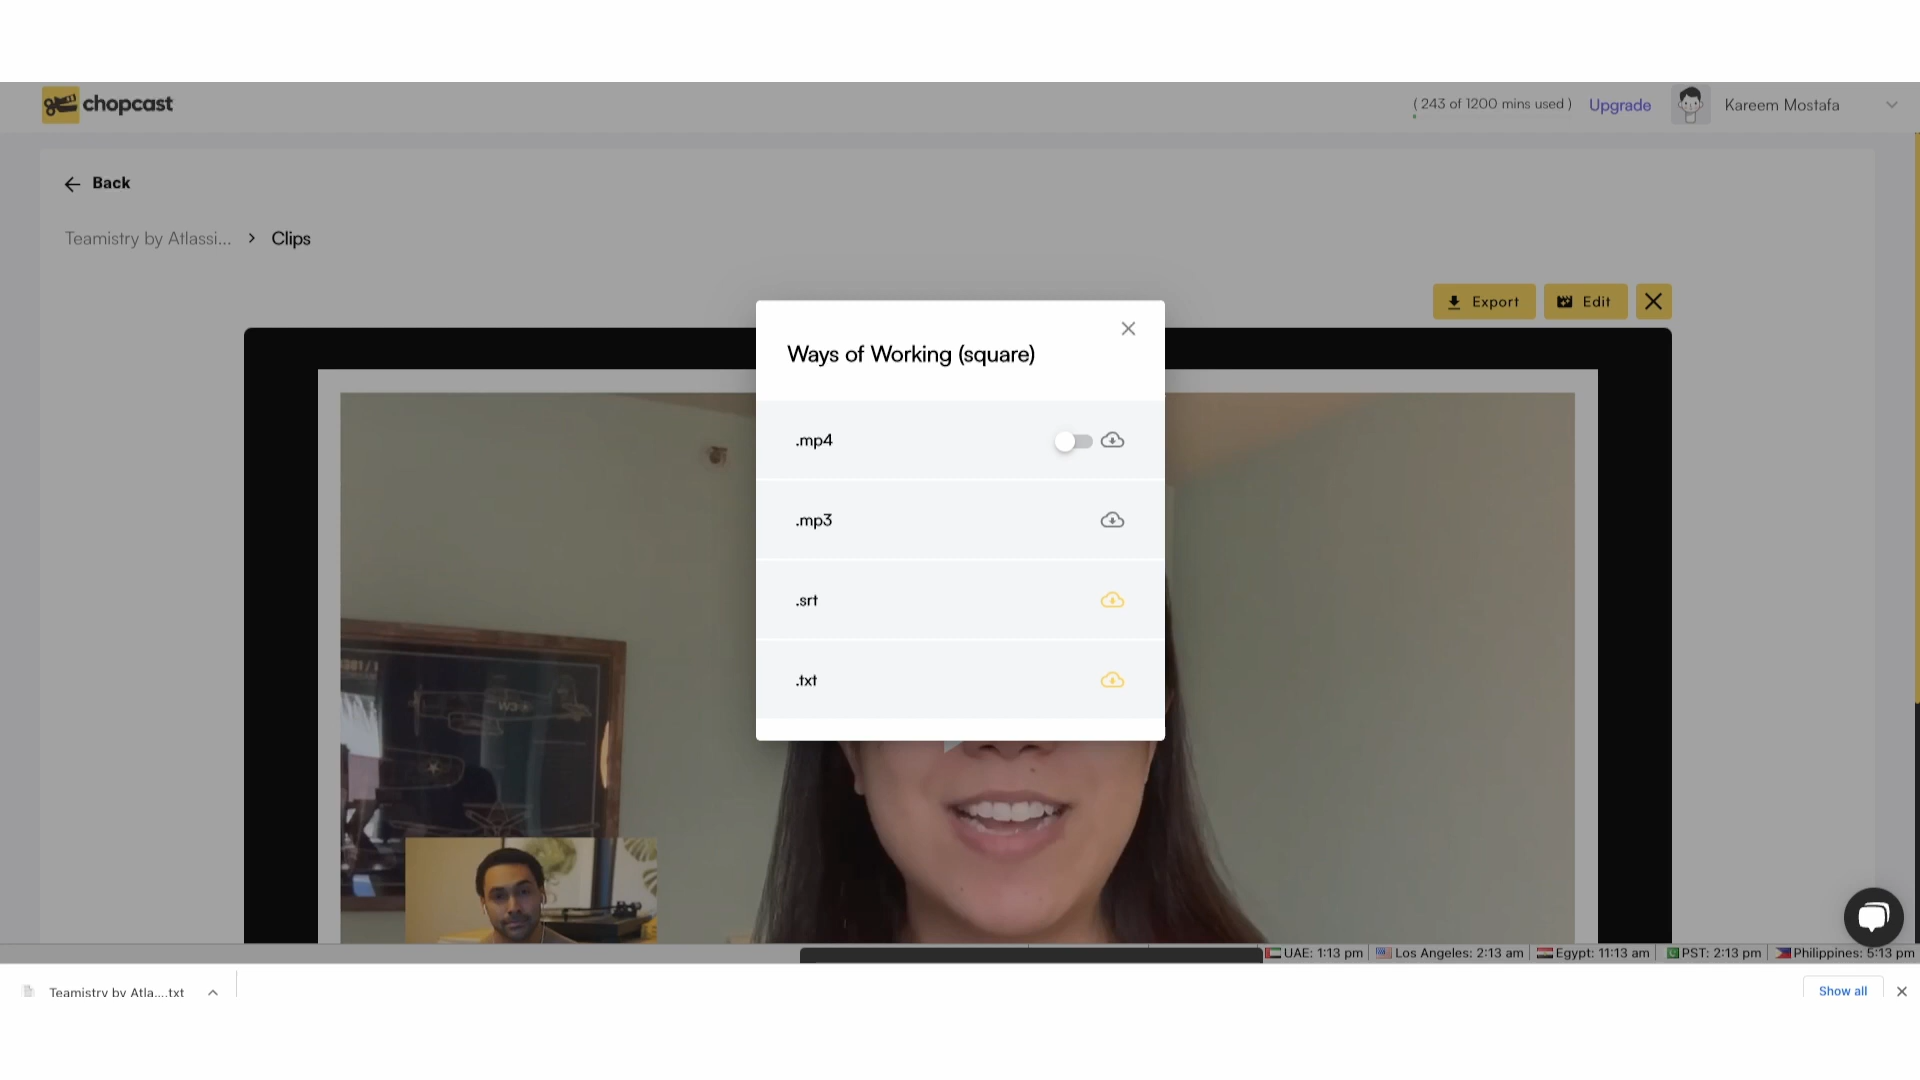 chopcast
( 243 of 1200 mins used ) Upgrade Kareem Mostafa
Back
Teamistry by Atlassi... > Clips
Export Edit
Ways of Working (square)
.mp4
.mp3
.srt
.txt
UAE: 1:13 pm Los Angeles: 2:13 am Egypt: 11:13 am PST: 2:13 pm Philippines: 5:13 pm
Teamistry by Atla....txt Show all